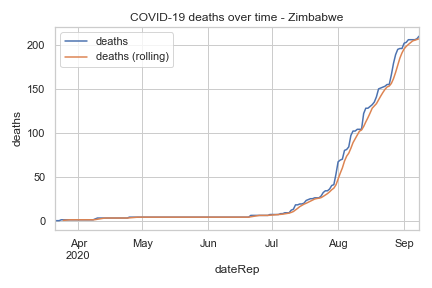 COVID-19 deaths over time - Zimbabwe
deaths
deaths (rolling)
200
150
100
50
0
deaths
Apr
2020
May
Jun
Jul
Aug
Sep
dateRep